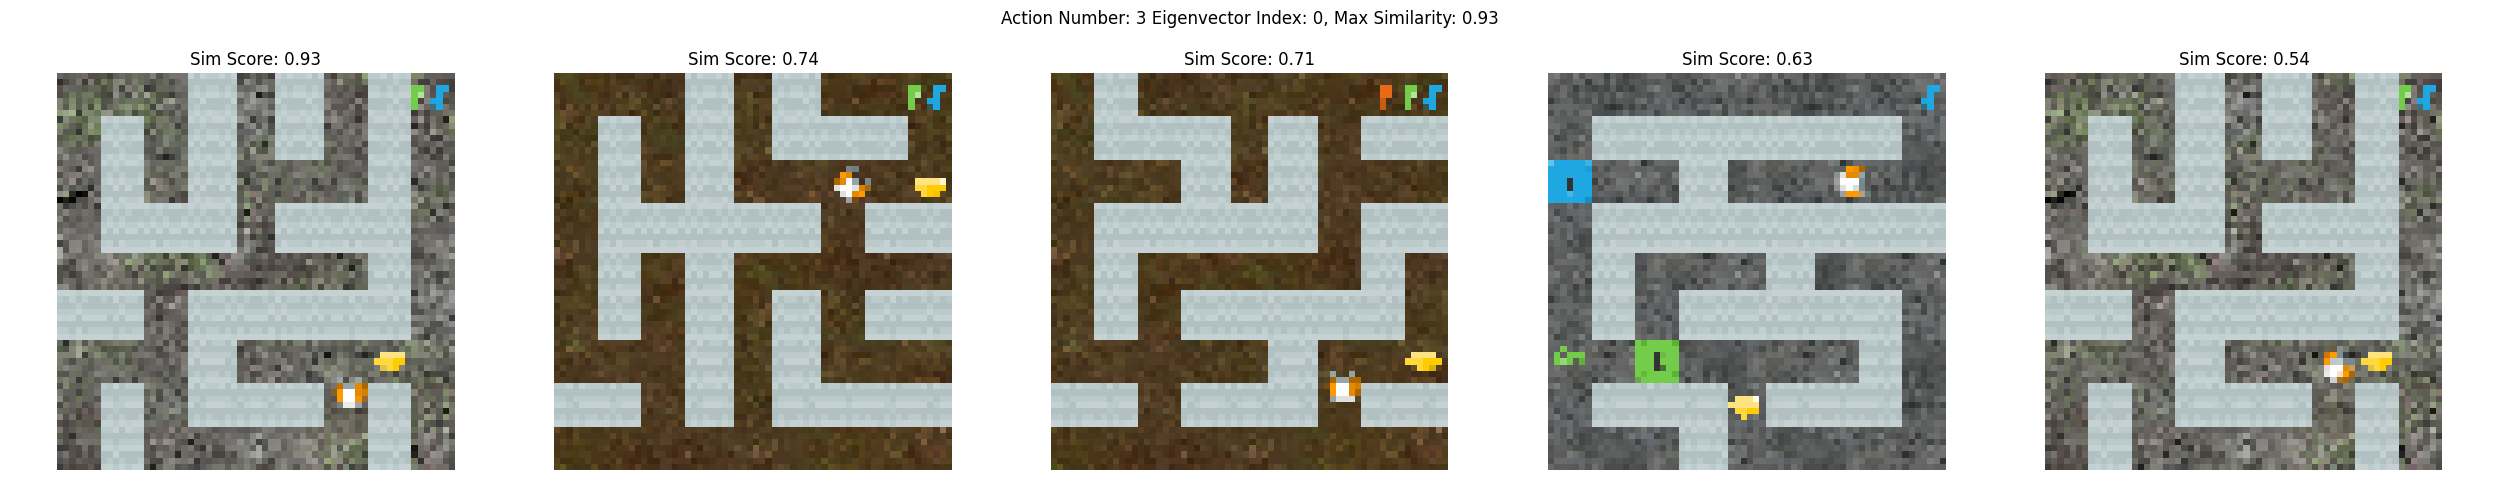 Action Number: 3 Eigenvector Index: 0, Max Similarity: 0.93
Sim Score: 0.93
Sim Score: 0.74
Sim Score: 0.71
Sim Score: 0.63
Sim Score: 0.54